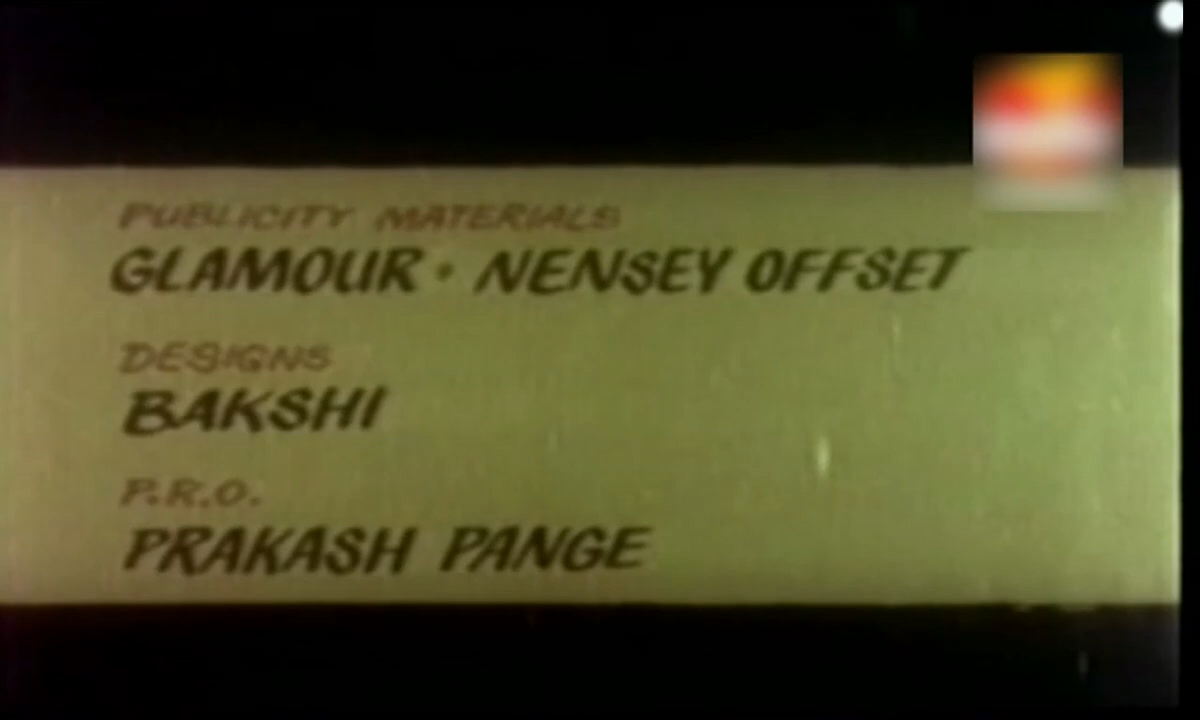 PUBLICITY MATERIALS
GLAMOUR • NENSEY OFFSET
DESIGNS
BAKSHI
P.R.O.
PRAKASH PANGE